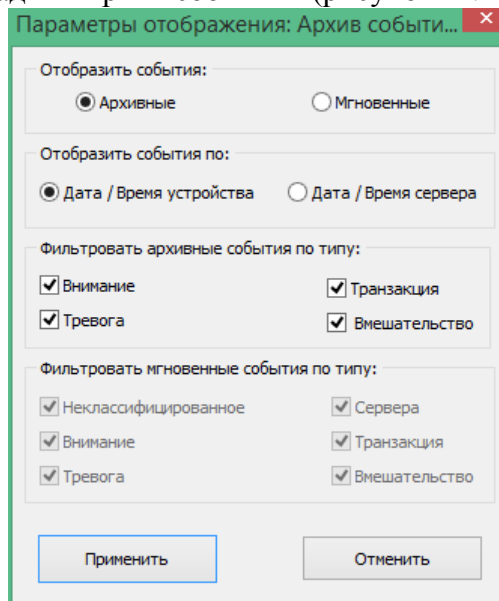 Параметры отображения: Архив событи...
Отобразить события:
Архивные Мгновенные
Отобразить события по:
Дата / Время устройства Дата / Время сервера
Фильтровать архивные события по типу:
Внимание Транзакция
Тревога Вмешательство
Фильтровать мгновенные события по типу:
Неклассифицированное Сервера
Внимание Транзакция
Тревога Вмешательство
Применить Отменить